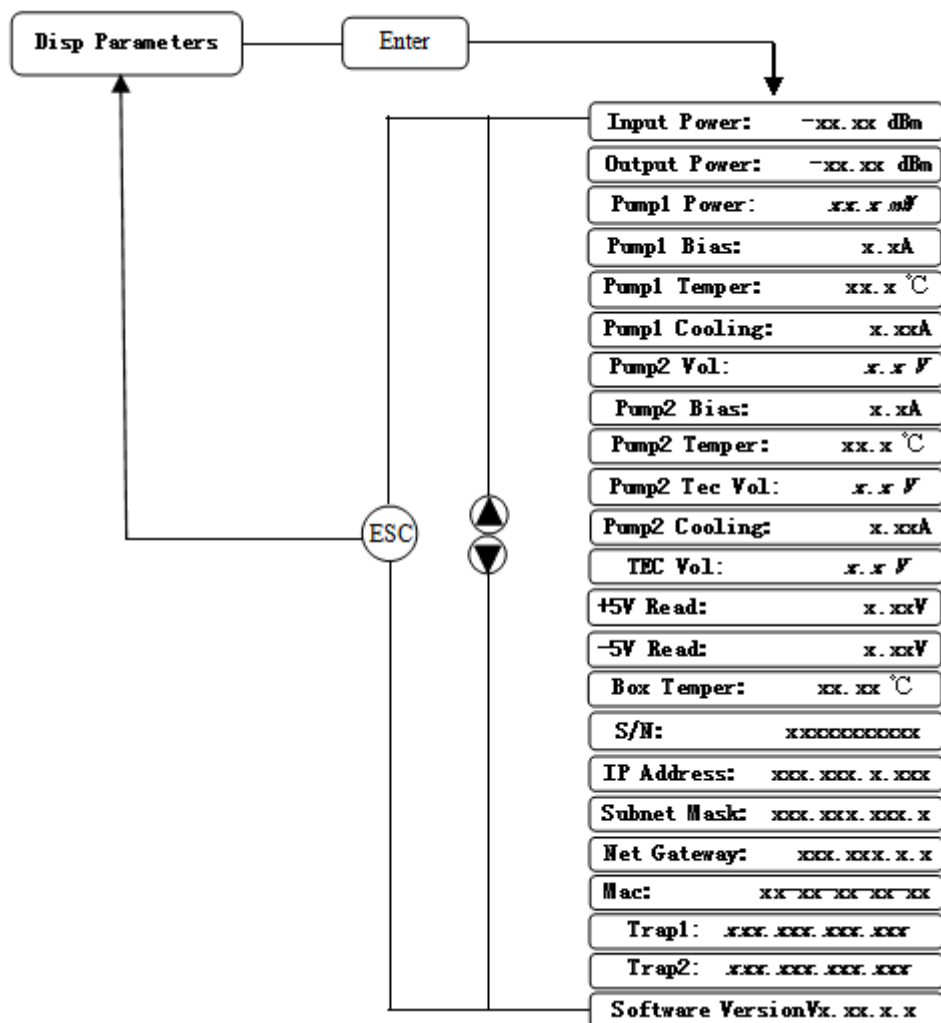 Disp Parameters
Enter
Input Power: -xx.xx dBm
Output Power: -xx.xx dBm
Pump1 Power: xx.x mW
Pump1 Bias: x.xA
Pump1 Temper: xx.x ℃
Pump1 Cooling: x.xxA
Pump2 Vol: x.x V
Pump2 Bias: x.xA
Pump2 Temper: xx.x ℃
Pump2 Tec Vol: x.x V
ESC
Pump2 Cooling: x.xxA
TEC Vol: x.x V
+5V Read: x.xxV
-5V Read: x.xxV
Box Temper: xx.xx ℃
S/N: xxxxxxxxxxx
IP Address: xxx.xxx.x.xxx
Subnet Mask: xxx.xxx.xxx.x
Net Gateway: xxx.xxx.x.x
Mac: xx-xx-xx-xx-xx
Trap1: xxx.xxx.xxx.xxx
Trap2: xxx.xxx.xxx.xxx
Software VersionVx.xx.x.x